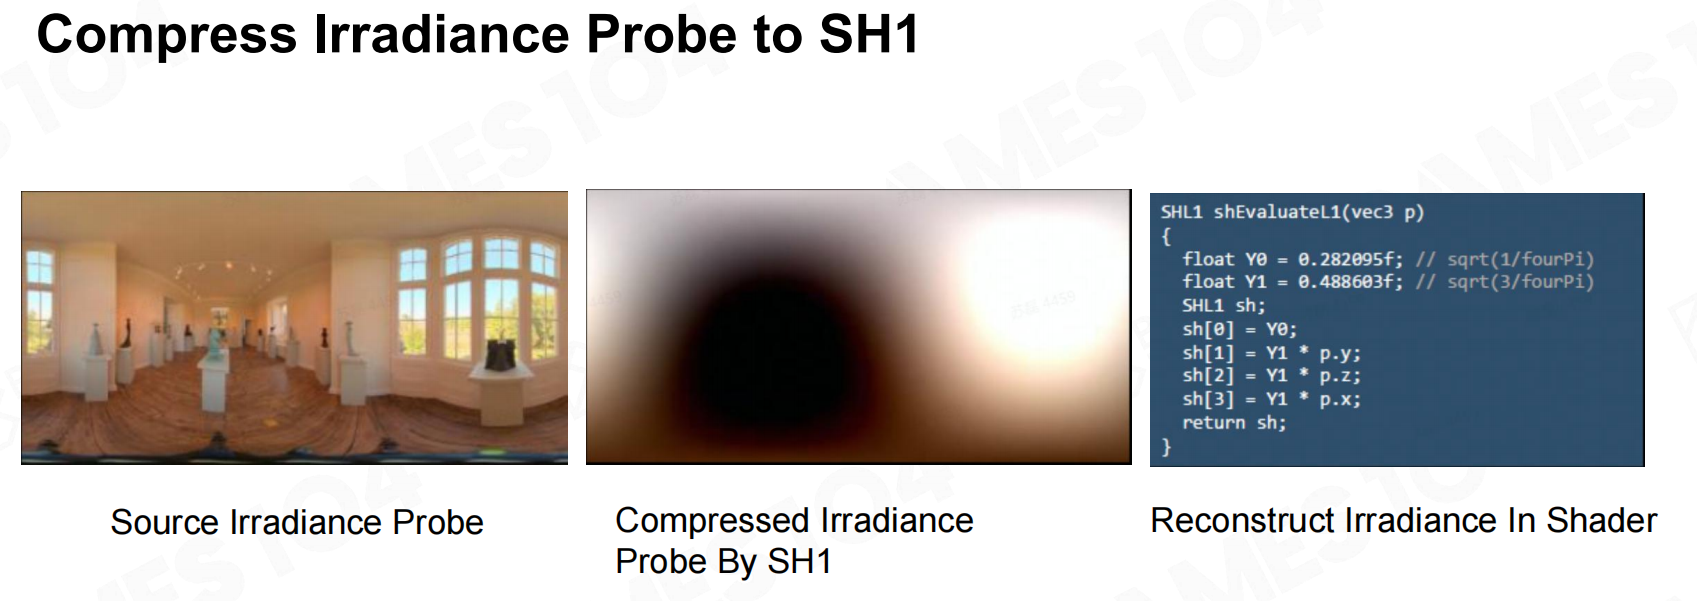 Compress Irradiance Probe to SH1
SHL1 shEvaluateL1(vec3 p)
{
float Y0 = 0.282095f; // sqrt(1/fourPi)
float Y1 = 0.488603f; // sqrt(3/fourPi)
SHL1 sh;
sh[0] = Y0;
sh[1] = Y1 * p.y;
sh[2] = Y1 * p.z;
sh[3] = Y1 * p.x;
return sh;
}
Source Irradiance Probe
Compressed Irradiance
Probe By SH1
Reconstruct Irradiance In Shader